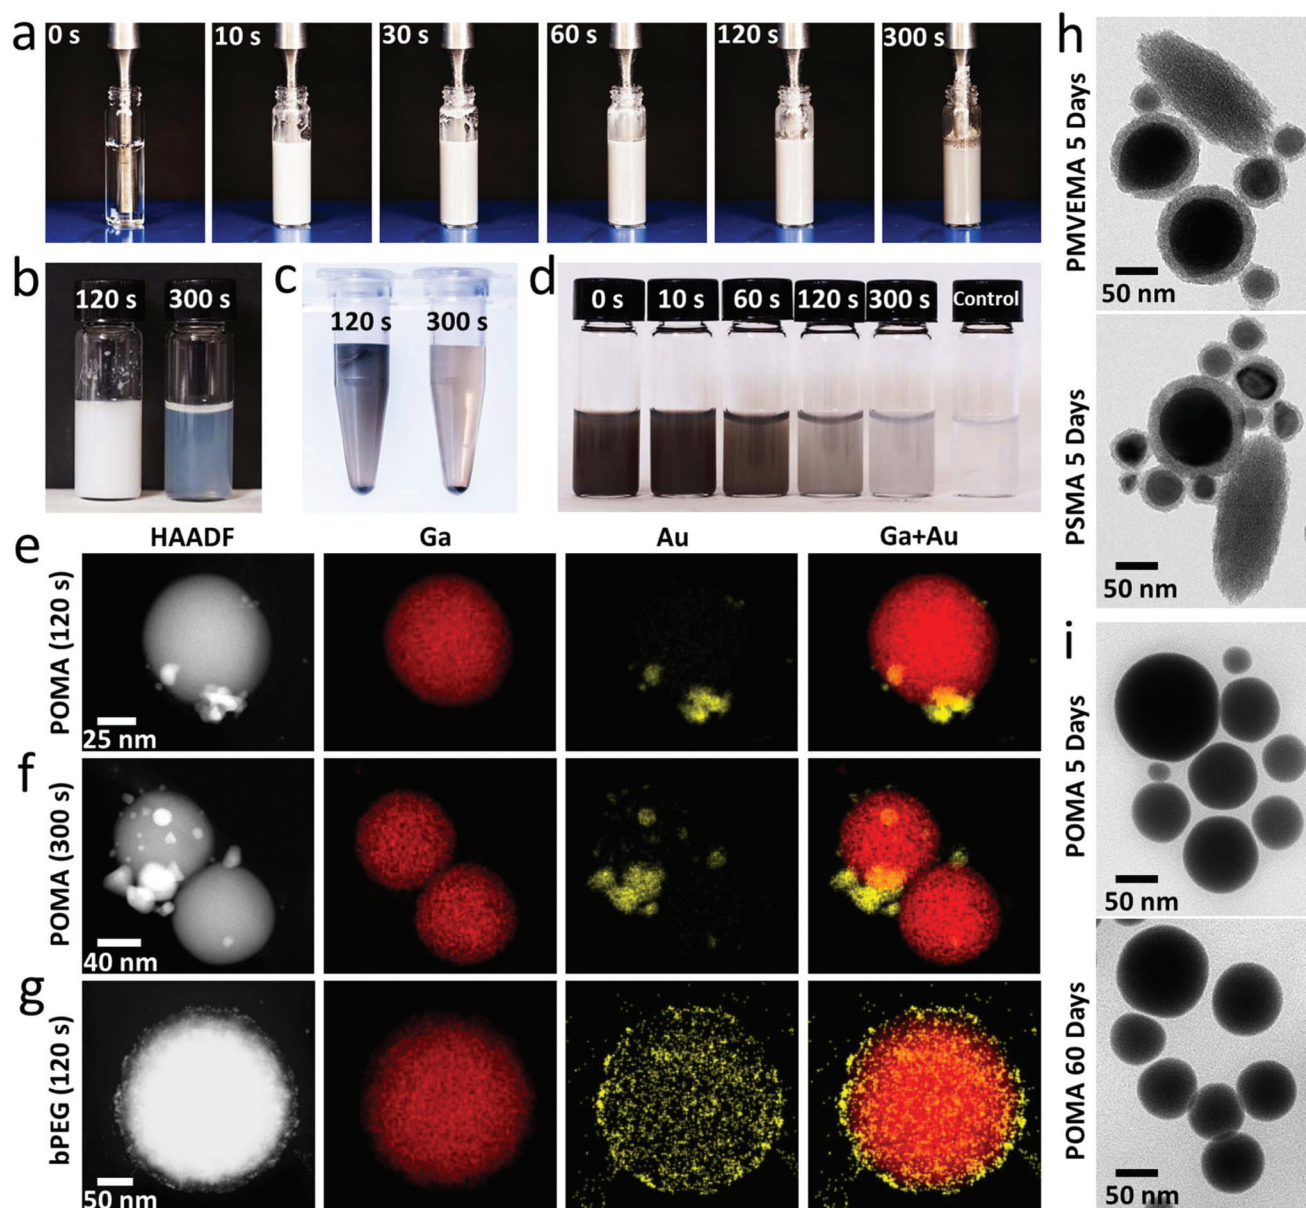 a
0 s
10 s
30 s
60 s
120 s
300 s
b
120 s
300 s
c
120 s
300 s
d
0 s
10 s
60 s
120 s
300 s
Control
e
HAADF
Ga
Au
Ga+Au
POMA (120 s)
25 nm
f
POMA (300 s)
40 nm
g
bPEG (120 s)
50 nm
h
PMVEMA 5 Days
50 nm
PSMA 5 Days
50 nm
i
POMA 5 Days
50 nm
POMA 60 Days
50 nm